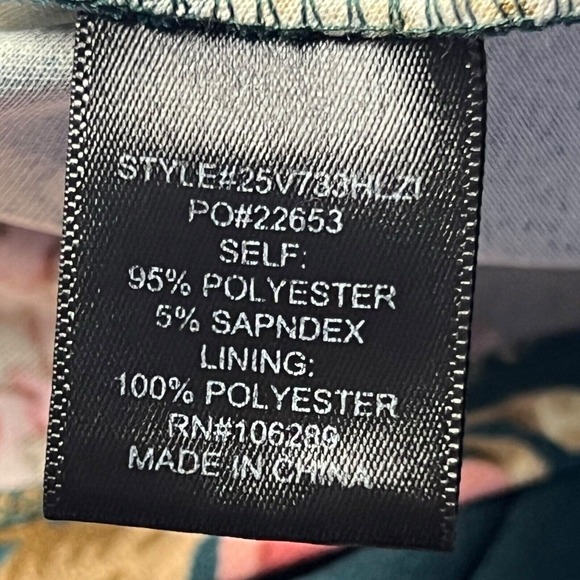 STYLE#25V733HLZI
PO#22653
SELF:
95% POLYESTER
5% SAPNDEX
LINING:
100% POLYESTER
RN#106289
MADE IN CHINA